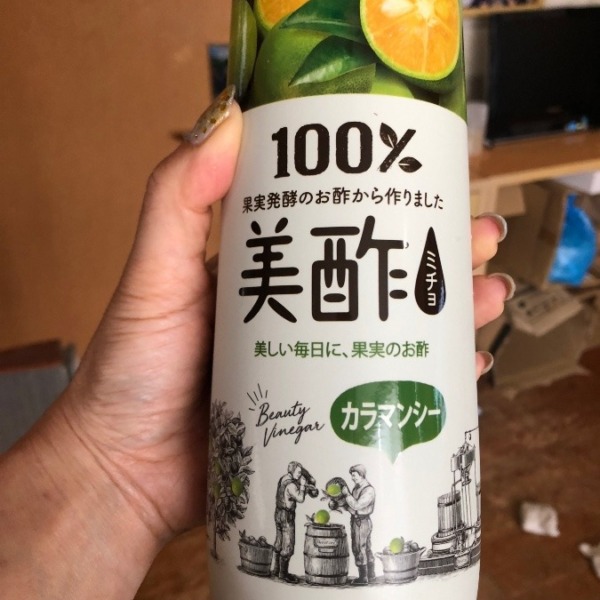 100%
果実発酵のお酢から作りました
美酢
ミチョ
美しい毎日に、果実のお酢
Beauty
Vinegar
カラマンシー